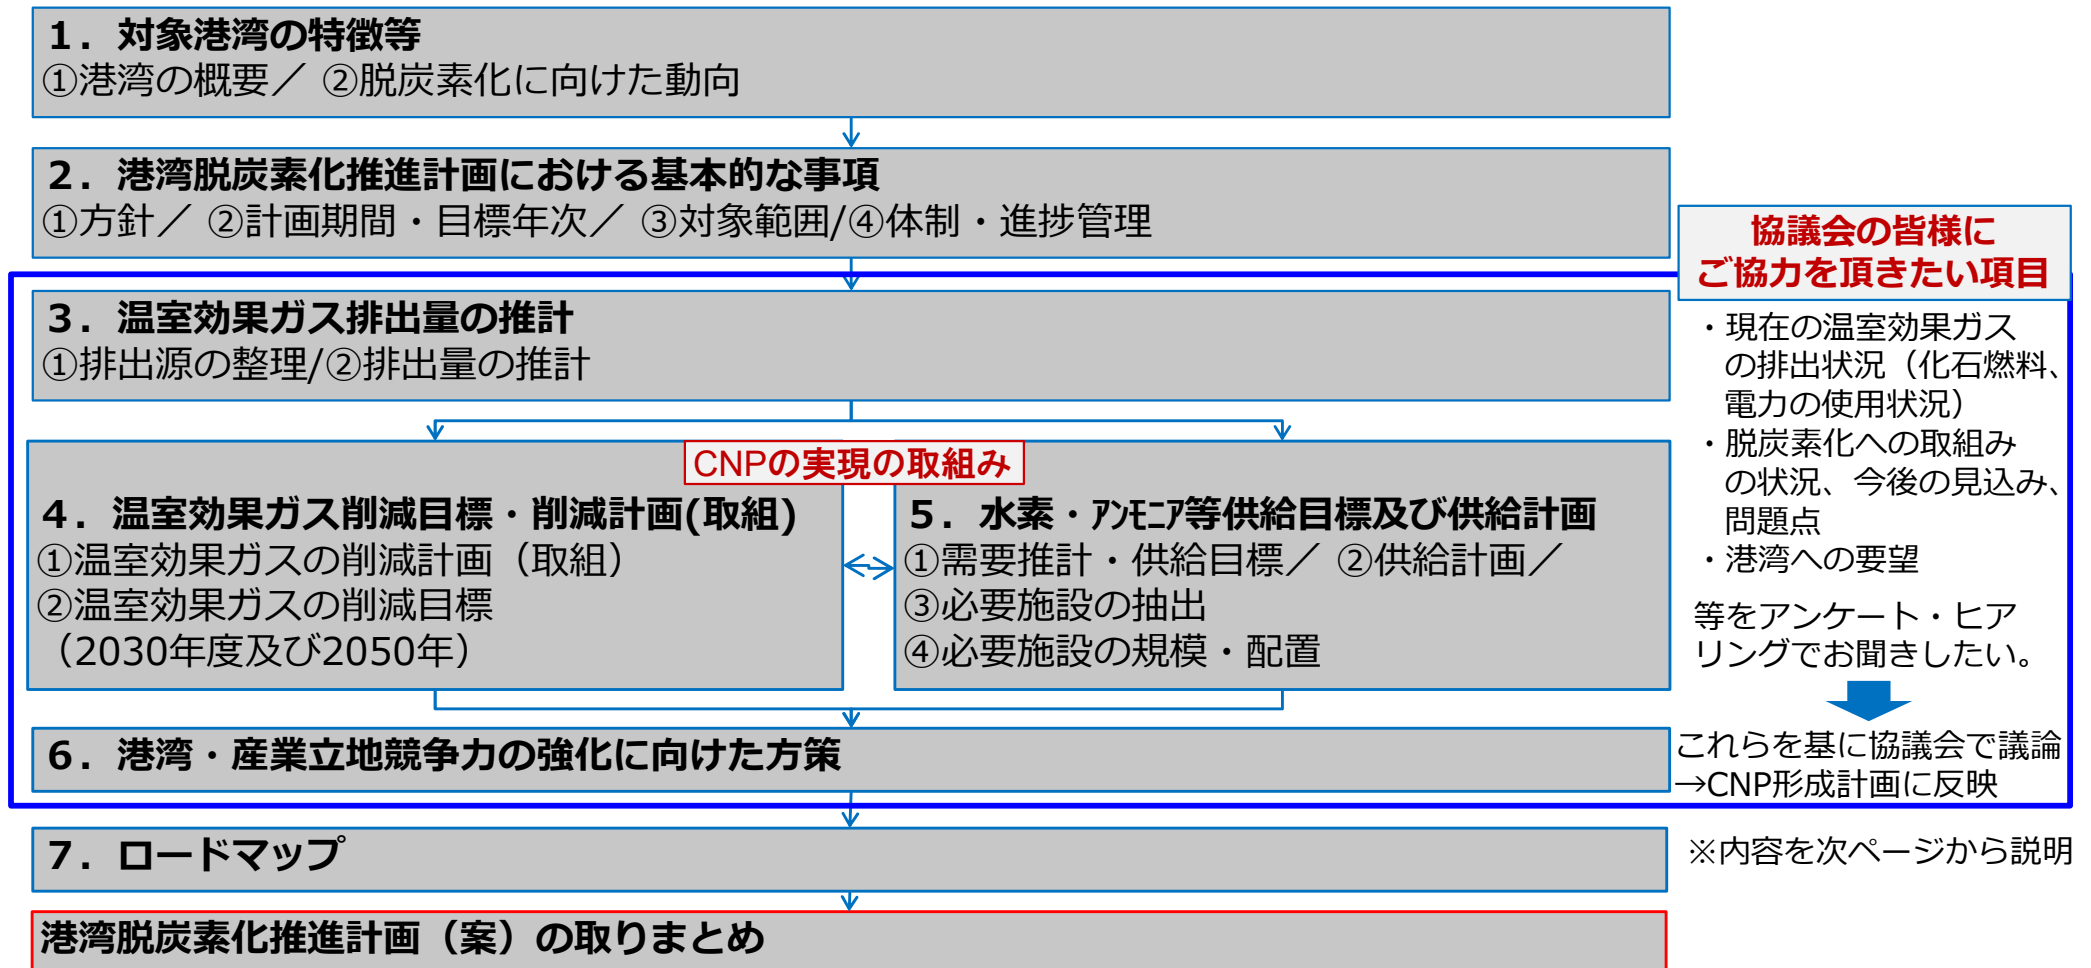 １．対象港湾の特徴等
①港湾の概要／ ②脱炭素化に向けた動向
２．港湾脱炭素化推進計画における基本的な事項
①方針／ ②計画期間・目標年次／ ③対象範囲/④体制・進捗管理
３．温室効果ガス排出量の推計
①排出源の整理/②排出量の推計
CNPの実現の取組み
４．温室効果ガス削減目標・削減計画(取組)
①温室効果ガスの削減計画（取組）
②温室効果ガスの削減目標
（2030年度及び2050年）
５．水素・ｱﾝﾓﾆｱ等供給目標及び供給計画
①需要推計・供給目標／ ②供給計画／
③必要施設の抽出
④必要施設の規模・配置
６．港湾・産業立地競争力の強化に向けた方策
７．ロードマップ
港湾脱炭素化推進計画（案）の取りまとめ
協議会の皆様に
ご協力を頂きたい項目
・現在の温室効果ガス
の排出状況（化石燃料、
電力の使用状況）
・脱炭素化への取組み
の状況、今後の見込み、
問題点
・港湾への要望
等をアンケート・ヒア
リングでお聞きしたい。
これらを基に協議会で議論
→CNP形成計画に反映
※内容を次ページから説明